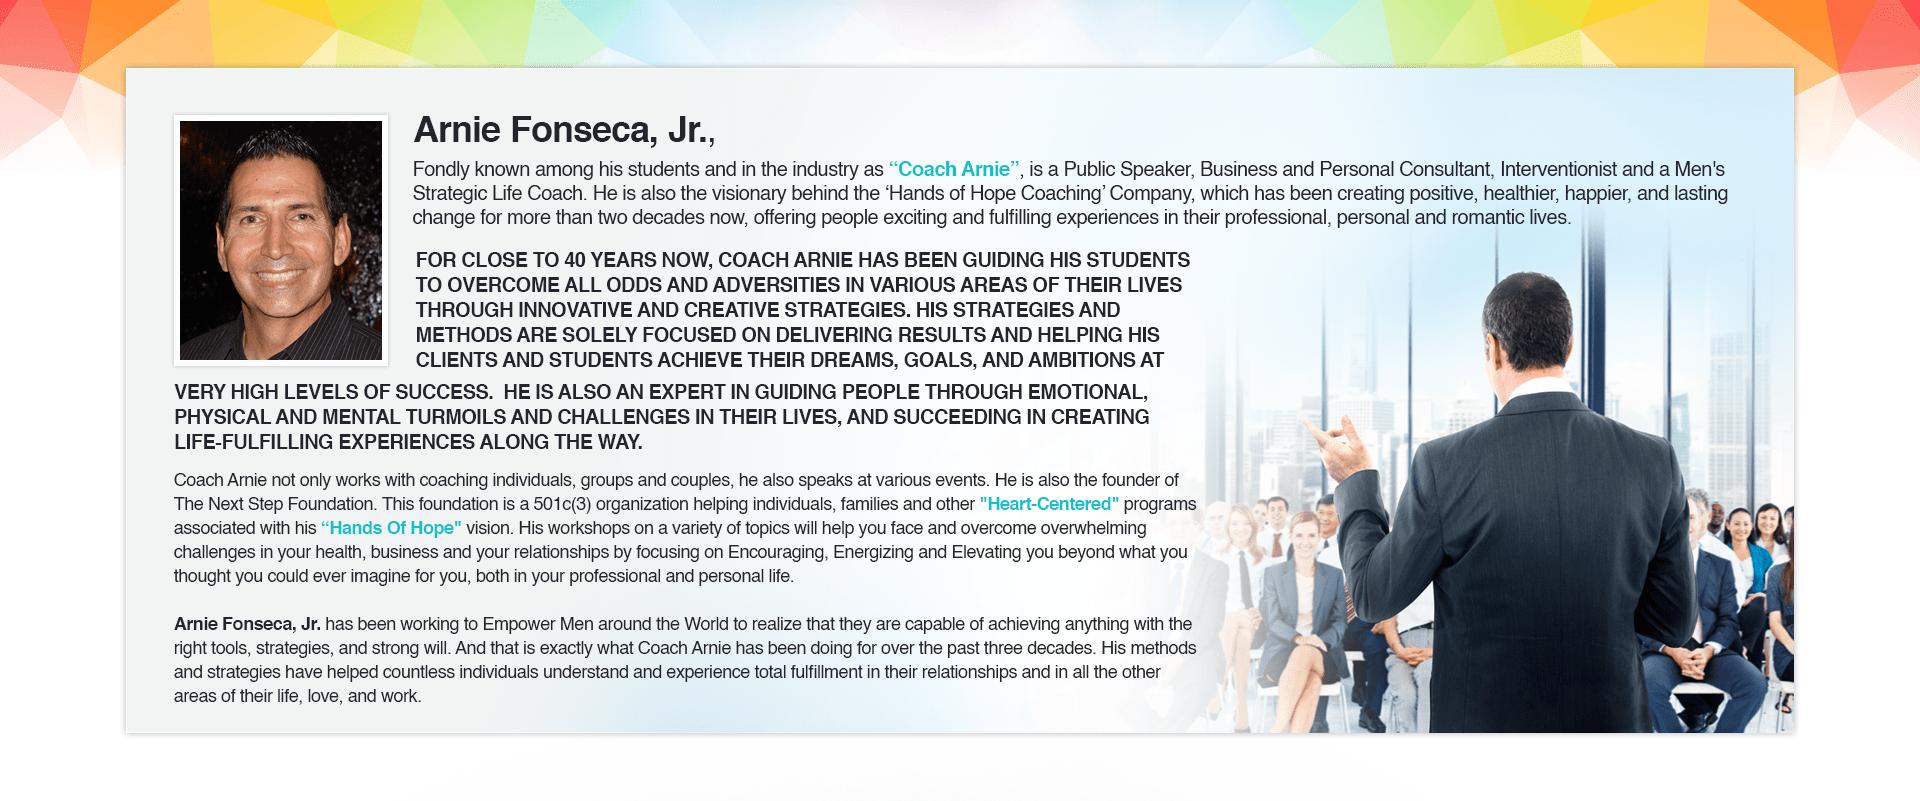 Arnie Fonseca, Jr.,
Fondly known among his students and in the industry as “Coach Arnie”, is a Public Speaker, Business and Personal Consultant, Interventionist and a Men's
Strategic Life Coach. He is also the visionary behind the ‘Hands of Hope Coaching’ Company, which has been creating positive, healthier, happier, and lasting
change for more than two decades now, offering people exciting and fulfilling experiences in their professional, personal and romantic lives.
FOR CLOSE TO 40 YEARS NOW, COACH ARNIE HAS BEEN GUIDING HIS STUDENTS
TO OVERCOME ALL ODDS AND ADVERSITIES IN VARIOUS AREAS OF THEIR LIVES
THROUGH INNOVATIVE AND CREATIVE STRATEGIES. HIS STRATEGIES AND
METHODS ARE SOLELY FOCUSED ON DELIVERING RESULTS AND HELPING HIS
CLIENTS AND STUDENTS ACHIEVE THEIR DREAMS, GOALS, AND AMBITIONS AT
VERY HIGH LEVELS OF SUCCESS.  HE IS ALSO AN EXPERT IN GUIDING PEOPLE THROUGH EMOTIONAL,
PHYSICAL AND MENTAL TURMOILS AND CHALLENGES IN THEIR LIVES, AND SUCCEEDING IN CREATING
LIFE-FULFILLING EXPERIENCES ALONG THE WAY.
Coach Arnie not only works with coaching individuals, groups and couples, he also speaks at various events. He is also the founder of
The Next Step Foundation. This foundation is a 501c(3) organization helping individuals, families and other "Heart-Centered" programs
associated with his “Hands Of Hope" vision. His workshops on a variety of topics will help you face and overcome overwhelming
challenges in your health, business and your relationships by focusing on Encouraging, Energizing and Elevating you beyond what you
thought you could ever imagine for you, both in your professional and personal life.
Arnie Fonseca, Jr. has been working to Empower Men around the World to realize that they are capable of achieving anything with the
right tools, strategies, and strong will. And that is exactly what Coach Arnie has been doing for over the past three decades. His methods
and strategies have helped countless individuals understand and experience total fulfillment in their relationships and in all the other
areas of their life, love, and work.